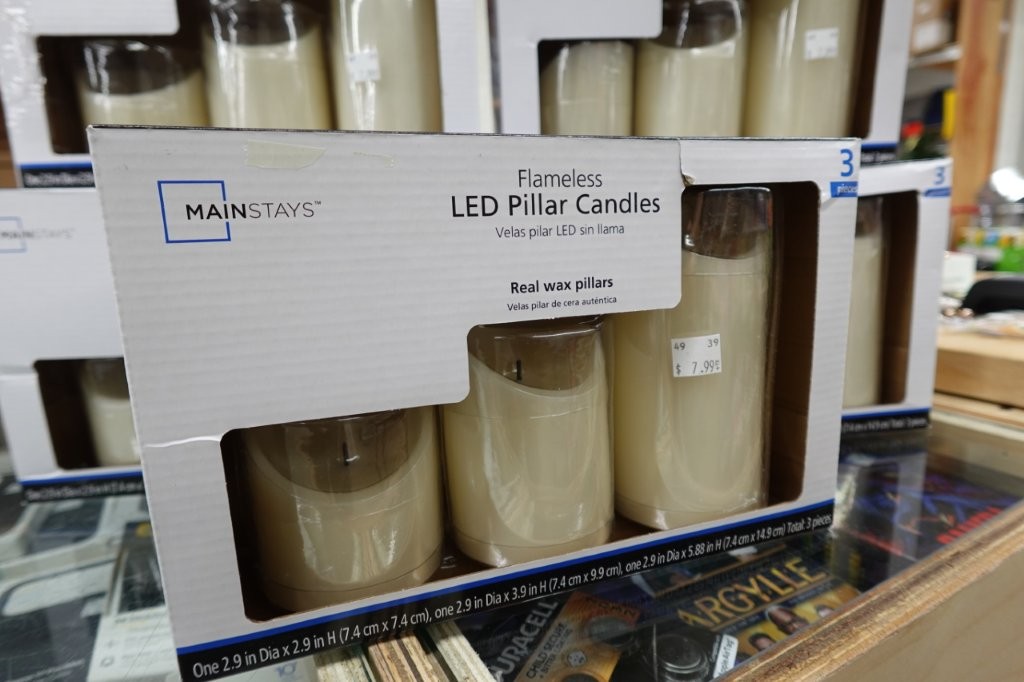 MAINSTAYS™
Flameless
LED Pillar Candles
Velas pilar LED sin llama
Real wax pillars
Velas pilar de cera auténtica
3
pieces
49 39
$ 7.99
One 2.9 in Dia x 2.9 in H (7.4 cm x 7.4 cm), one 2.9 in Dia x 3.9 in H (7.4 cm x 9.9 cm), one 2.9 in Dia x 5.88 in H (7.4 cm x 14.9 cm) Total: 3 pieces
MAINSTAYS
3
DURACELL
ARGYLLE